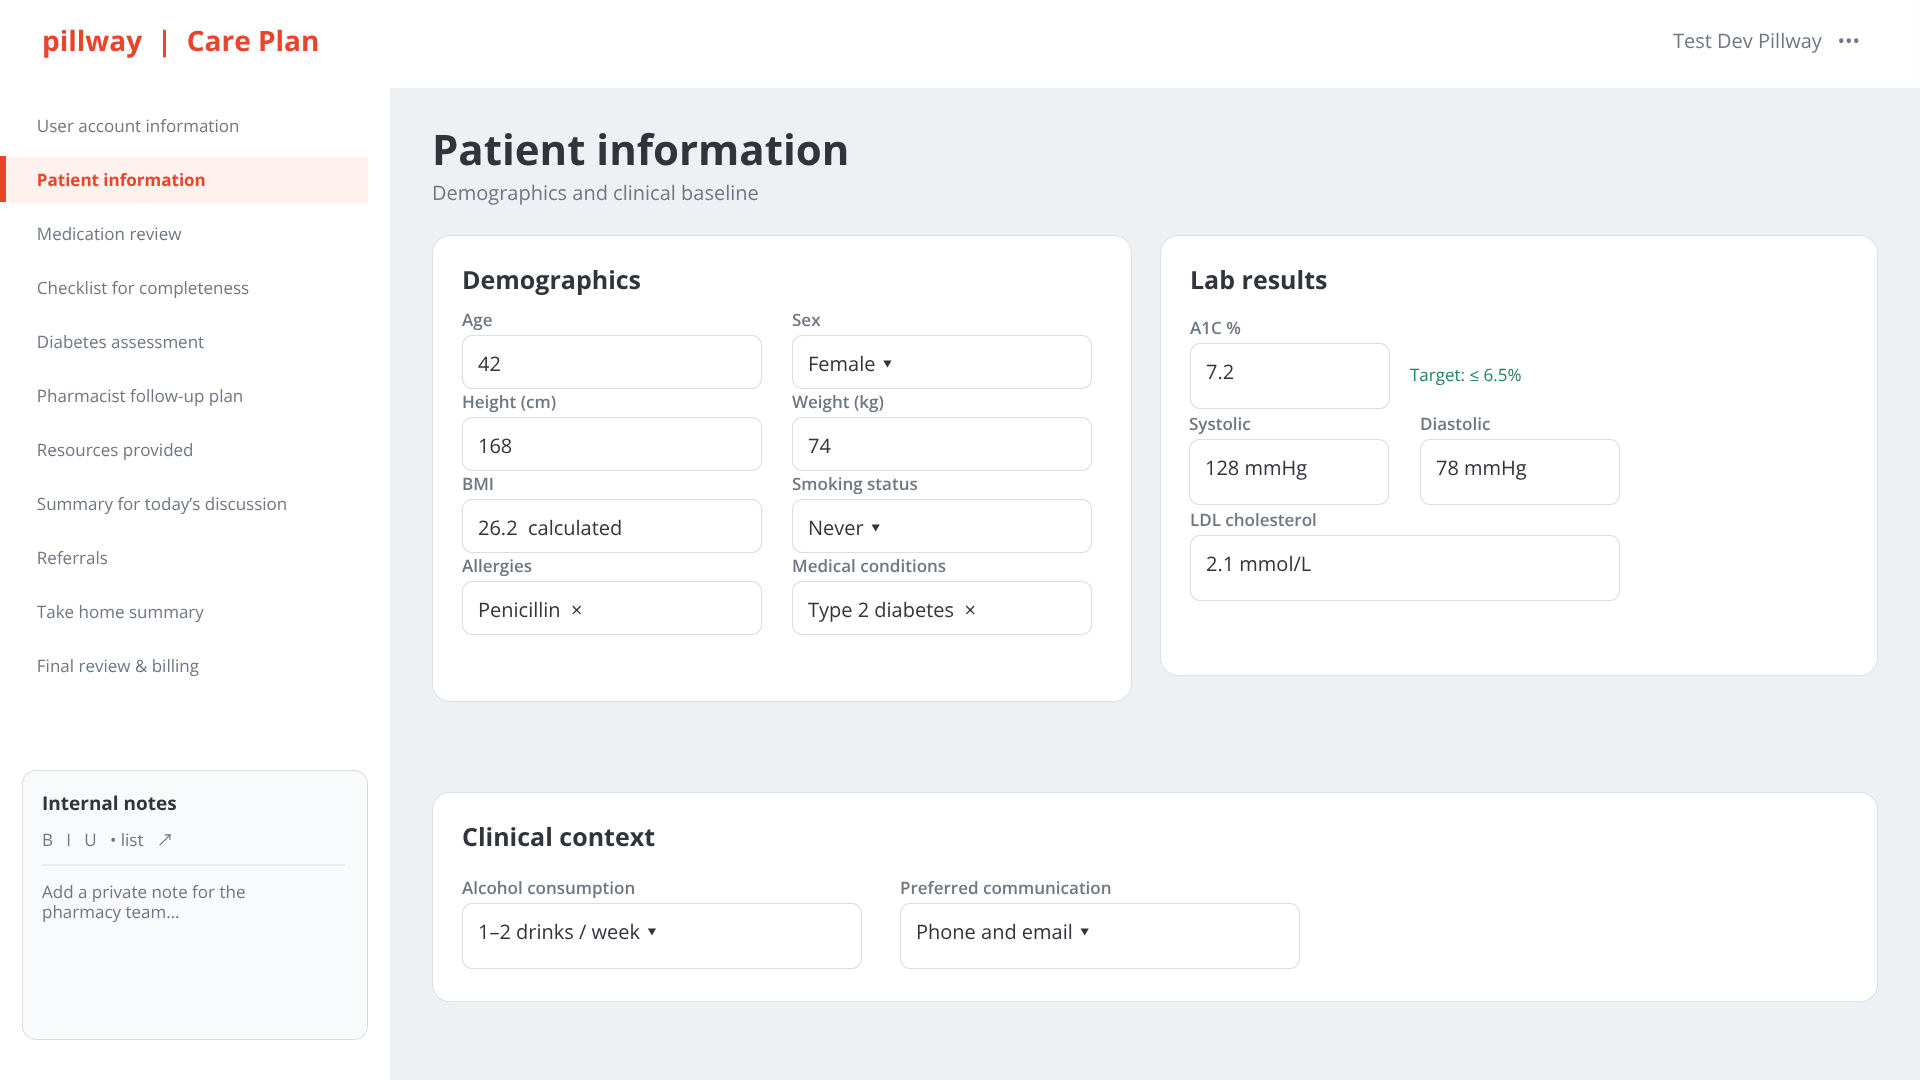 pillway | Care Plan
Test Dev Pillway •••
User account information
Patient information
Medication review
Checklist for completeness
Diabetes assessment
Pharmacist follow-up plan
Resources provided
Summary for today’s discussion
Referrals
Take home summary
Final review & billing
Internal notes
B I U • list ↗
Add a private note for the
pharmacy team...
Patient information
Demographics and clinical baseline
Demographics
Age
Sex
42
Female ▾
Height (cm)
Weight (kg)
168
74
BMI
Smoking status
26.2 calculated
Never ▾
Allergies
Medical conditions
Penicillin ×
Type 2 diabetes ×
Lab results
A1C %
7.2
Target: ≤ 6.5%
Systolic
Diastolic
128 mmHg
78 mmHg
LDL cholesterol
2.1 mmol/L
Clinical context
Alcohol consumption
Preferred communication
1–2 drinks / week ▾
Phone and email ▾